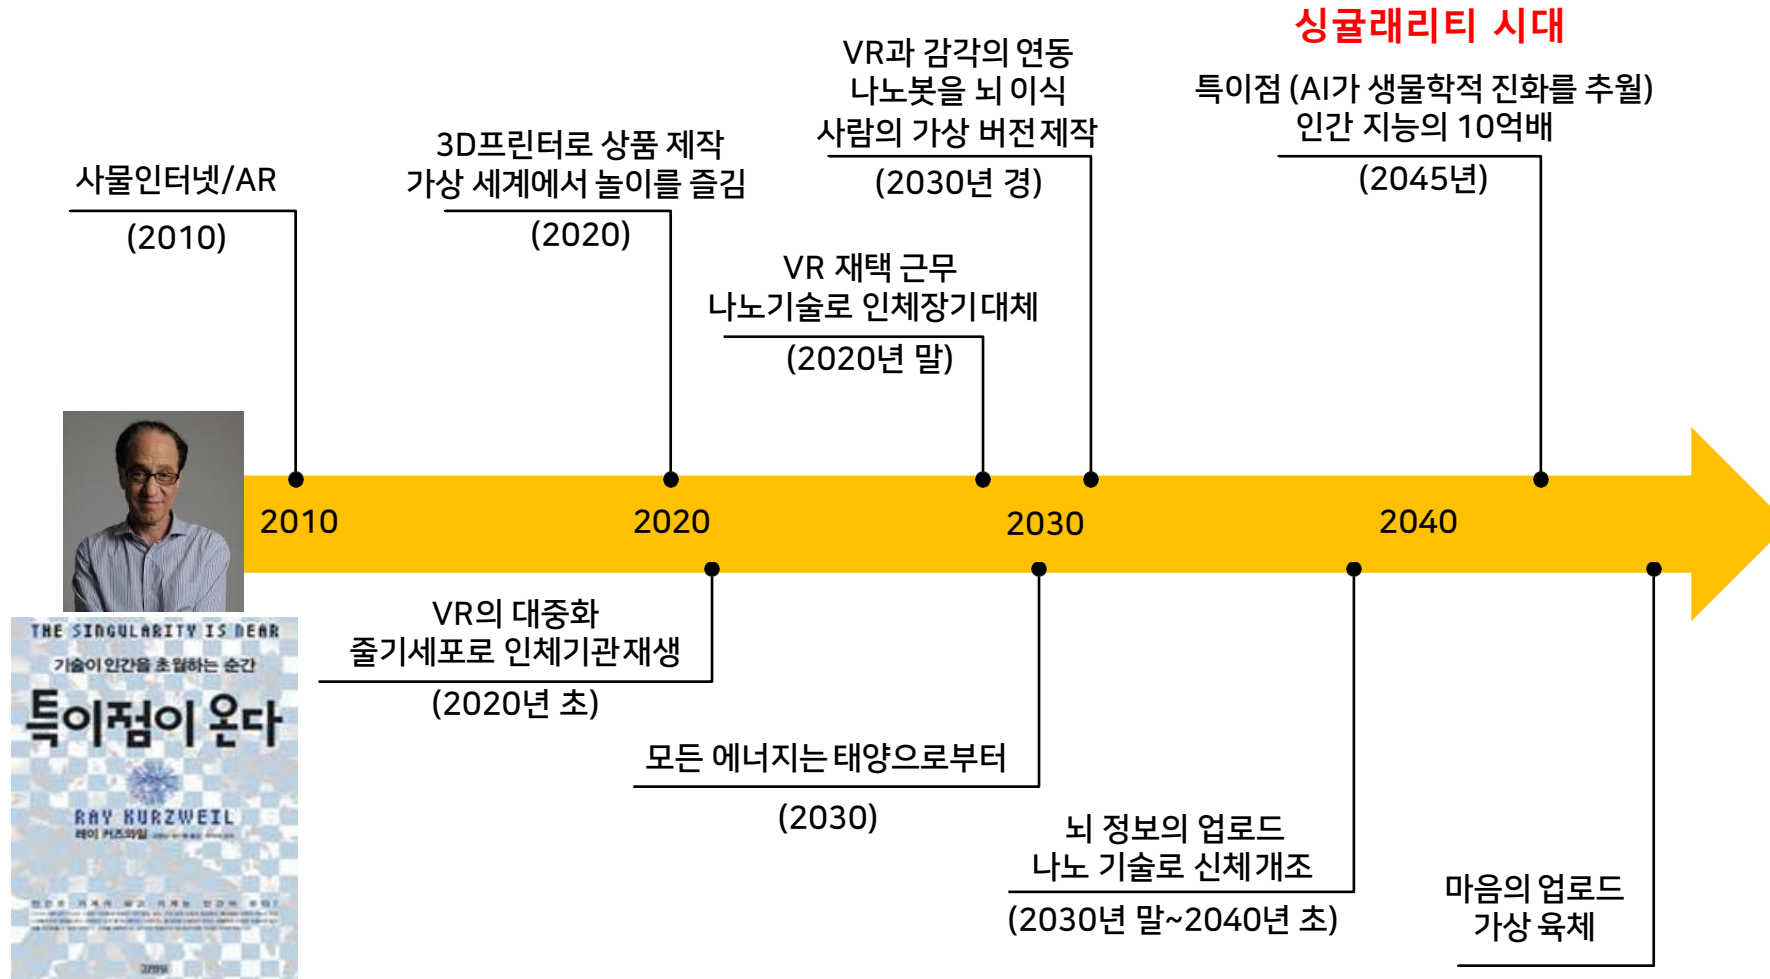 싱귤래리티 시대
특이점 (AI가 생물학적 진화를 추월)
인간 지능의 10억배
(2045년)
VR과 감각의 연동
나노봇을 뇌 이식
사람의 가상 버전 제작
(2030년 경)
3D프린터로 상품 제작
가상 세계에서 놀이를 즐김
(2020)
사물인터넷/AR
(2010)
VR 재택 근무
나노기술로 인체장기 대체
(2020년 말)
2010
2020
2030
2040
VR의 대중화
줄기세포로 인체기관 재생
(2020년 초)
모든 에너지는 태양으로부터
(2030)
뇌 정보의 업로드
나노 기술로 신체 개조
(2030년 말~2040년 초)
마음의 업로드
가상 육체
THE SINGULARITY IS NEAR
기술이 인간을 초월하는 순간
특이점이 온다
RAY KURZWEIL
레이 커즈와일